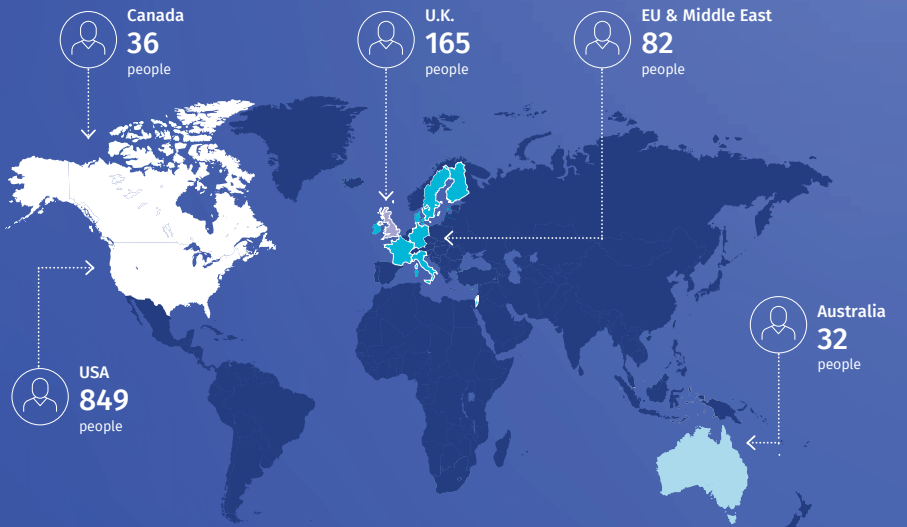 Canada
36
people
U.K.
165
people
EU & Middle East
82
people
USA
849
people
Australia
32
people